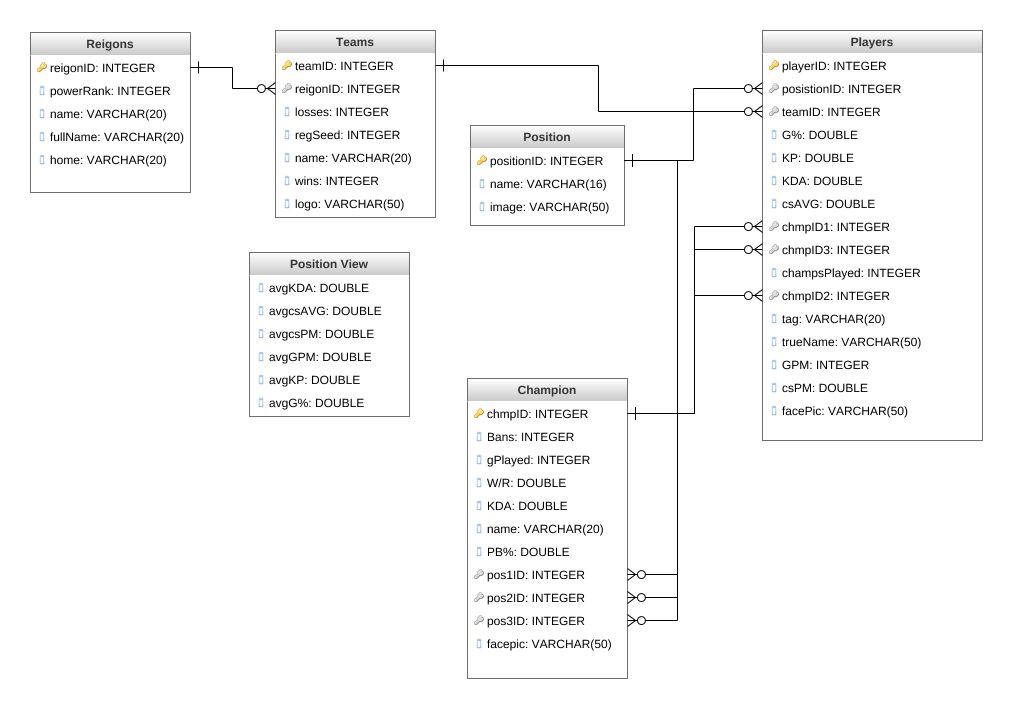 Reigons
reigonID: INTEGER
powerRank: INTEGER
name: VARCHAR(20)
fullName: VARCHAR(20)
home: VARCHAR(20)
Teams
teamID: INTEGER
reigonID: INTEGER
losses: INTEGER
regSeed: INTEGER
name: VARCHAR(20)
wins: INTEGER
logo: VARCHAR(50)
Position
positionID: INTEGER
name: VARCHAR(16)
image: VARCHAR(50)
Players
playerID: INTEGER
posistionID: INTEGER
teamID: INTEGER
G%: DOUBLE
KP: DOUBLE
KDA: DOUBLE
csAVG: DOUBLE
chmpID1: INTEGER
chmpID3: INTEGER
champsPlayed: INTEGER
chmpID2: INTEGER
tag: VARCHAR(20)
trueName: VARCHAR(50)
GPM: INTEGER
csPM: DOUBLE
facePic: VARCHAR(50)
Position View
avgKDA: DOUBLE
avgcsAVG: DOUBLE
avgcsPM: DOUBLE
avgGPM: DOUBLE
avgKP: DOUBLE
avgG%: DOUBLE
Champion
chmpID: INTEGER
Bans: INTEGER
gPlayed: INTEGER
W/R: DOUBLE
KDA: DOUBLE
name: VARCHAR(20)
PB%: DOUBLE
pos1ID: INTEGER
pos2ID: INTEGER
pos3ID: INTEGER
facepic: VARCHAR(50)